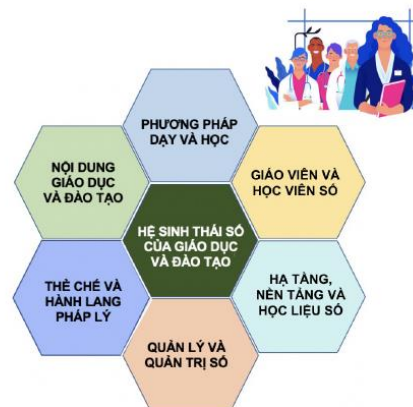 PHƯƠNG PHÁP
DẠY VÀ HỌC
NỘI DUNG
GIÁO DỤC
VÀ ĐÀO TẠO
GIÁO VIÊN VÀ
HỌC VIÊN SỐ
HỆ SINH THÁI SỐ
CỦA GIÁO DỤC
VÀ ĐÀO TẠO
THỂ CHẾ VÀ
HÀNH LANG
PHÁP LÝ
HẠ TẦNG,
NỀN TẢNG VÀ
HỌC LIỆU SỐ
QUẢN LÝ VÀ
QUẢN TRỊ SỐ